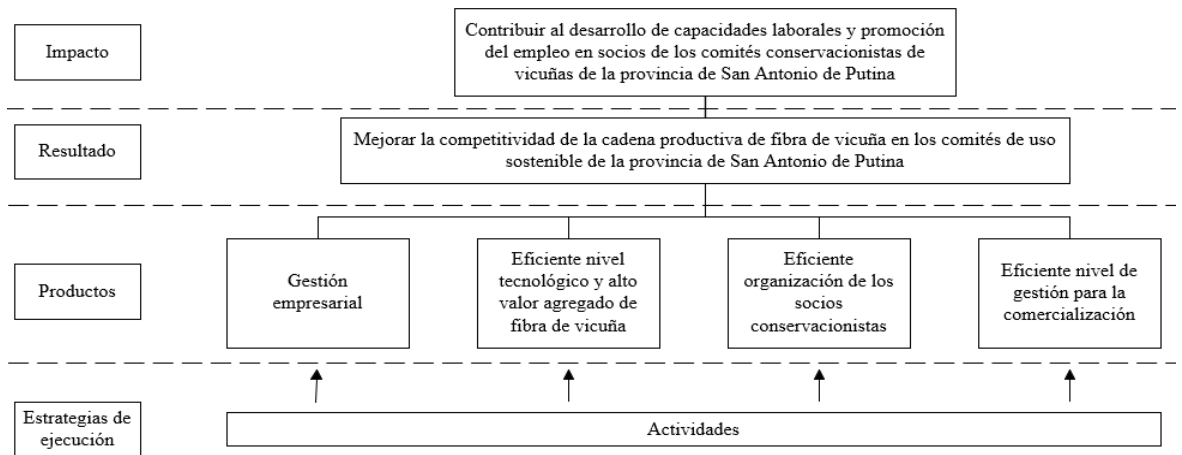 Impacto
Contribuir al desarrollo de capacidades laborales y promoción
del empleo en socios de los comités conservacionistas de
vicuñas de la provincia de San Antonio de Putina
Resultado
Mejorar la competitividad de la cadena productiva de fibra de vicuña en los comités de uso
sostenible de la provincia de San Antonio de Putina
Productos
Gestión
empresarial
Eficiente nivel
tecnológico y alto
valor agregado de
fibra de vicuña
Eficiente
organización de los
socios
conservacionistas
Eficiente nivel de
gestión para la
comercialización
Estrategias de
ejecución
Actividades